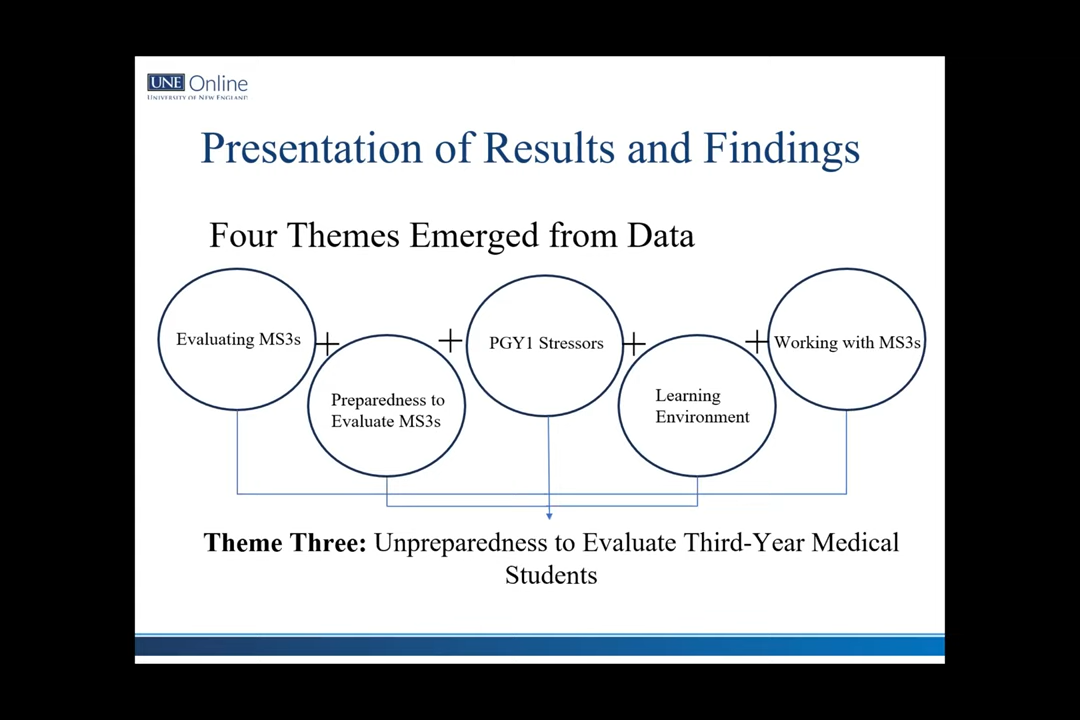 UNE Online
UNIVERSITY OF NEW ENGLAND
Presentation of Results and Findings
Four Themes Emerged from Data
Evaluating MS3s
+
Preparedness to
Evaluate MS3s
+
PGY1 Stressors
+
Learning
Environment
+
Working with MS3s
Theme Three: Unpreparedness to Evaluate Third-Year Medical
Students